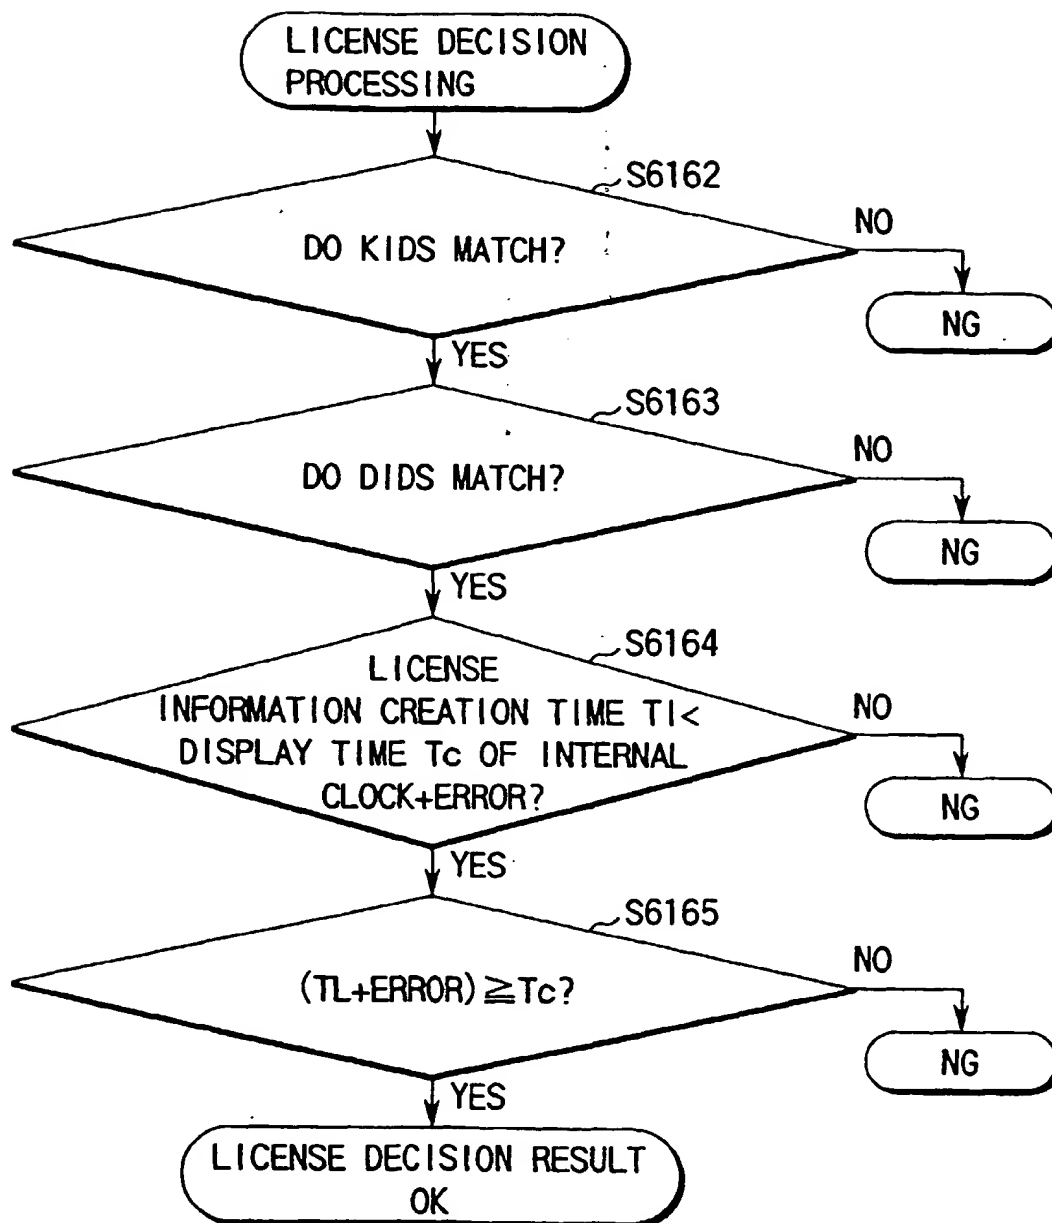 LICENSE DECISION
PROCESSING
S6162
NO
DO KIDS MATCH?
NG
YES
S6163
NO
DO DIDS MATCH?
NG
YES
S6164
LICENSE
NO
INFORMATION CREATION TIME TI<
DISPLAY TIME Tc OF INTERNAL
CLOCK+ERROR?
NG
YES
S6165
NO
(TL+ERROR)≧Tc?
NG
YES
LICENSE DECISION RESULT
OK